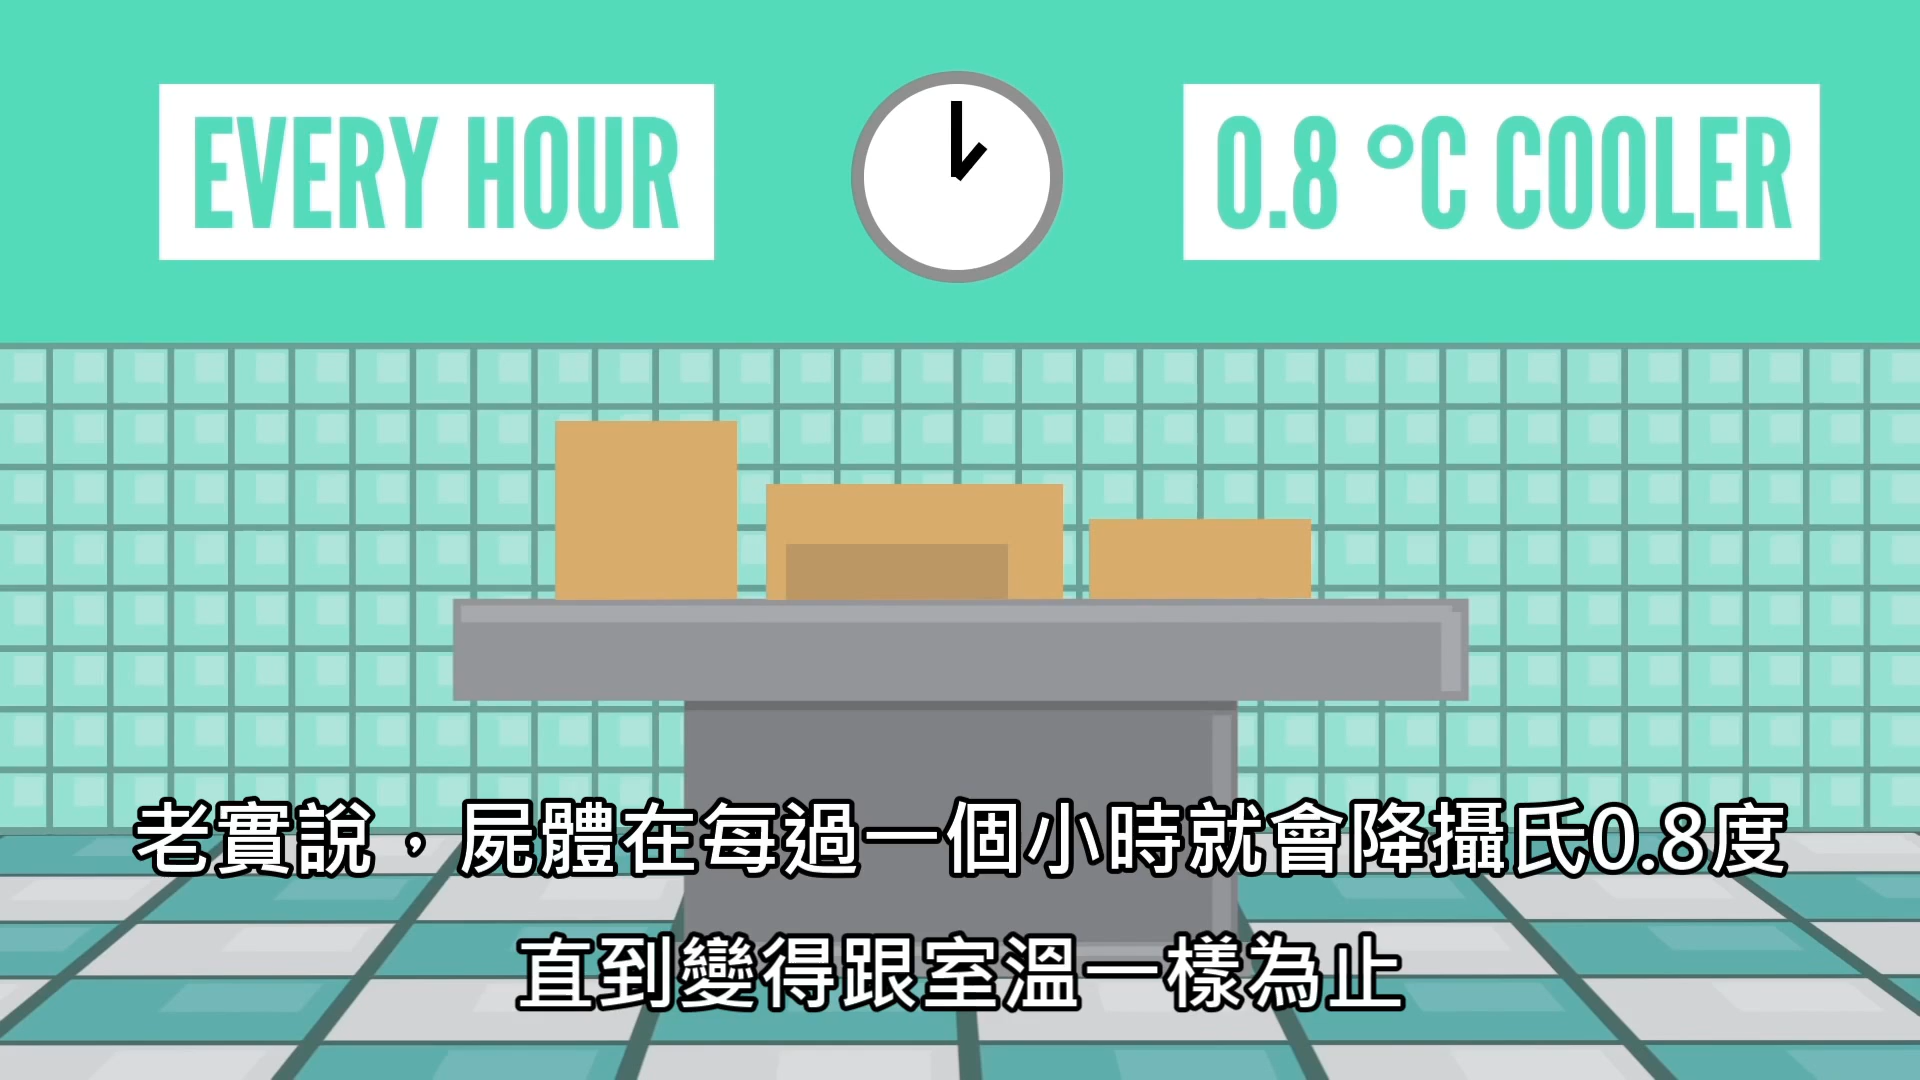 EVERY HOUR
0.8 °C COOLER
老實說，屍體在每過一個小時就會降攝氏0.8度
直到變得跟室溫一樣為止